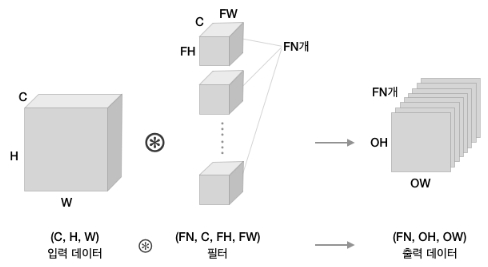 C
FW
FH
FN개
C
H
W
FN개
OH
OW
(C, H, W)
(FN, C, FH, FW)
(FN, OH, OW)
입력 데이터
필터
출력 데이터